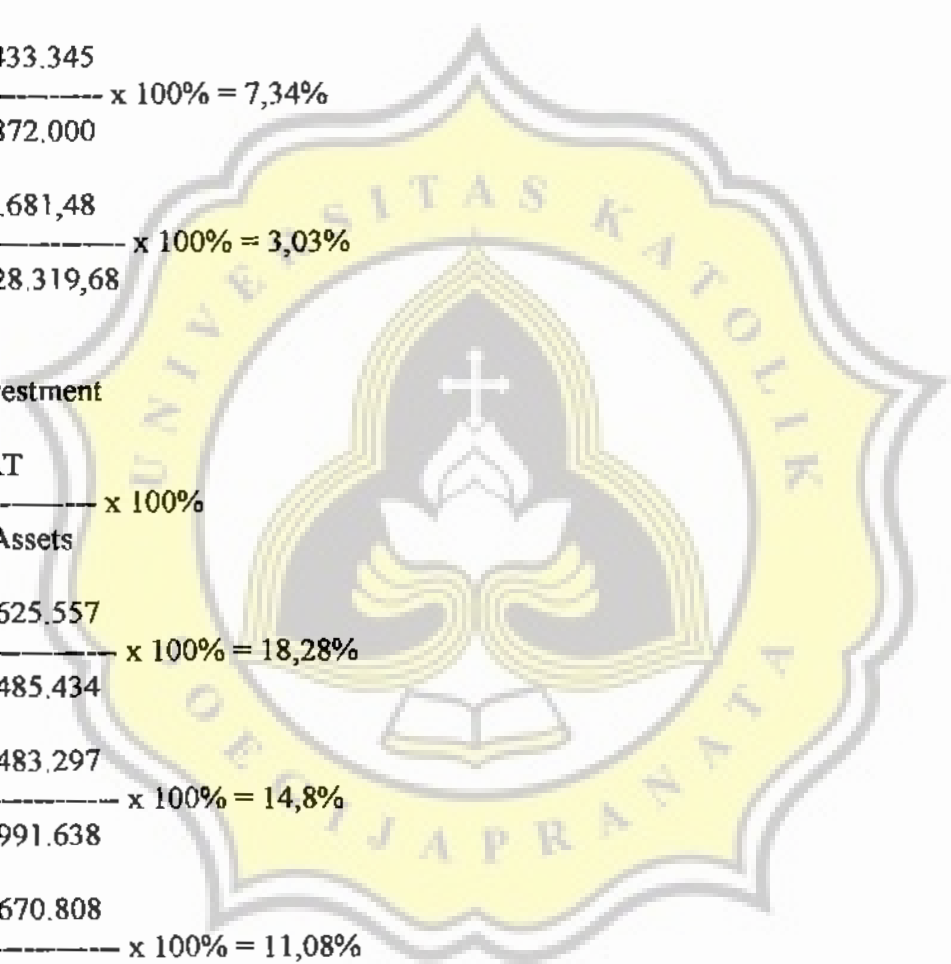 433.345
---------- x 100% = 7,34%
872.000
.681,48
---------- x 100% = 3,03%
28.319,68
estment
AT
---------- x 100%
Assets
625.557
---------- x 100% = 18,28%
485.434
483.297
---------- x 100% = 14,8%
991.638
670.808
---------- x 100% = 11,08%
UNIVERSITAS KATOLIK
SOEGIJAPRANATA